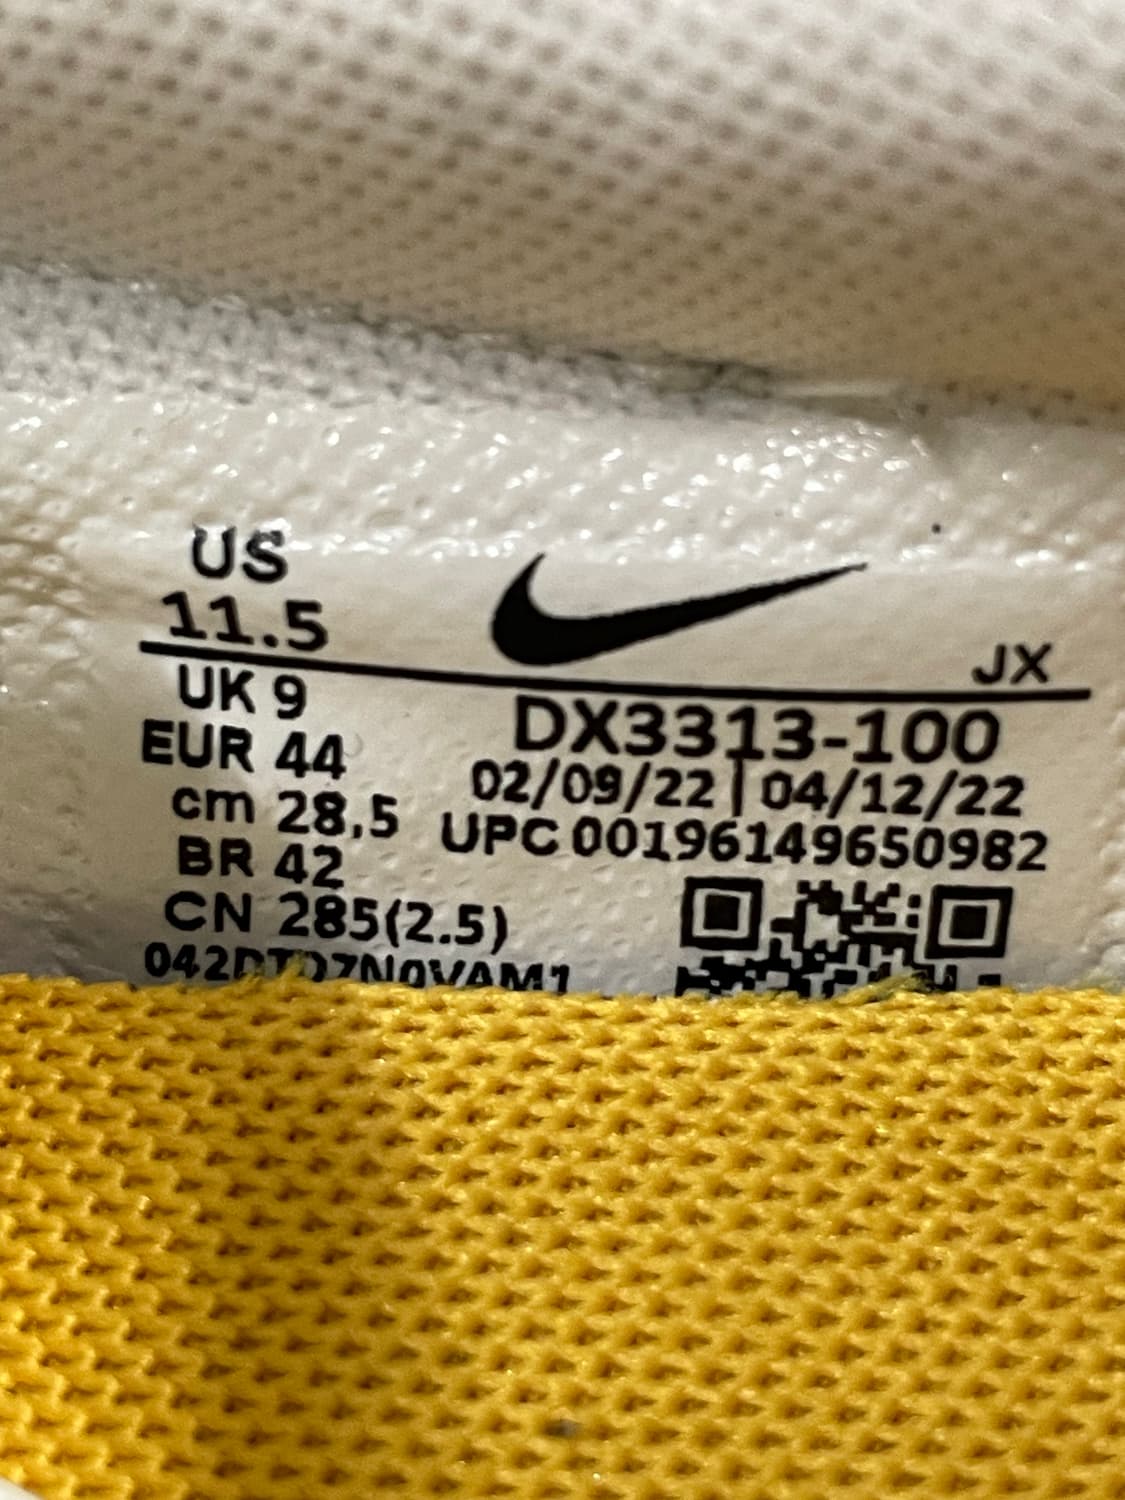 US
11.5
JX
UK 9
EUR 44
cm 28,5
BR 42
CN 285(2.5)
DX3313-100
02/09/22 | 04/12/22
UPC 00196149650982